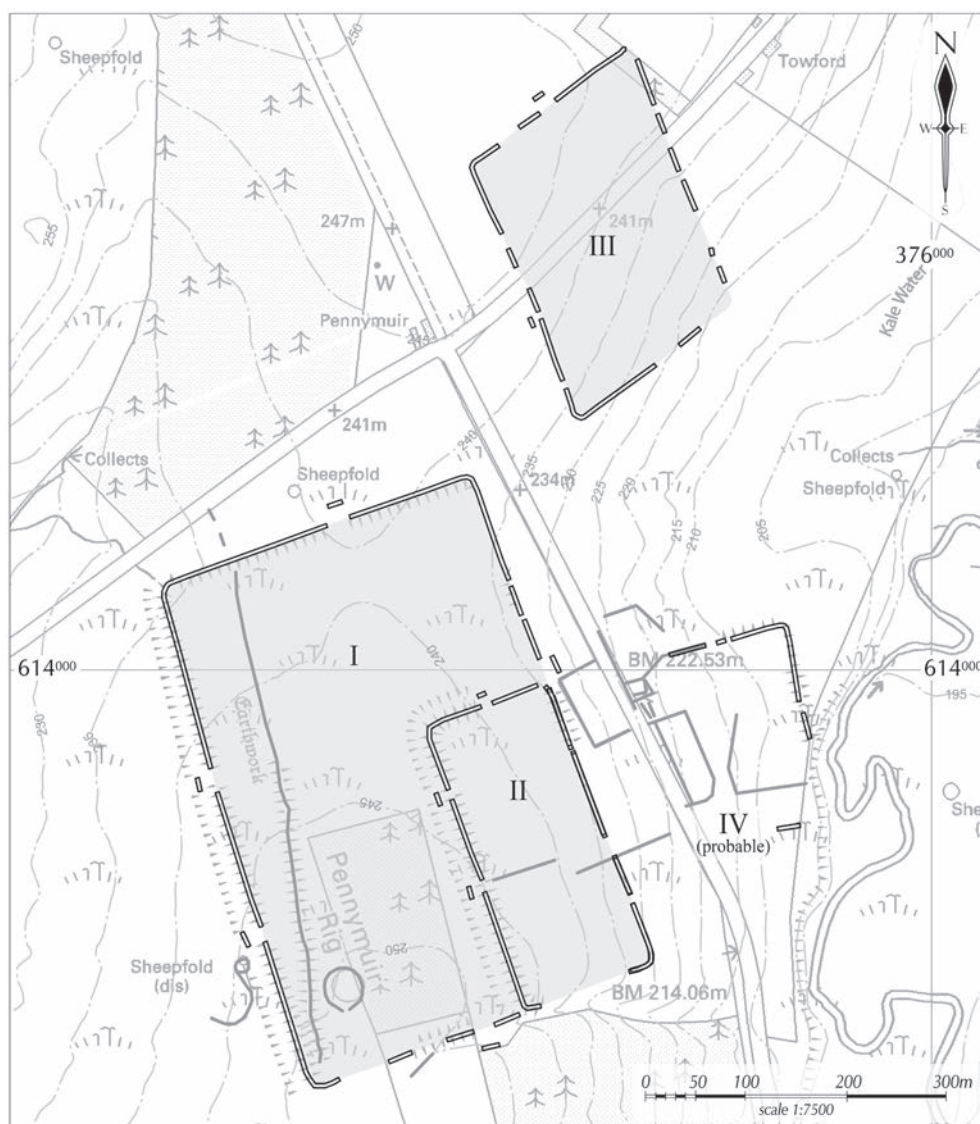 250
Sheepfold
Towford
N
W
E
S
255
247m
241m
III
376000
W
Kale Water
Pennymuir
241m
240
Collects
Sheepfold
235
234m
230
225
220
215
210
205
Collects
Sheepfold
I
240
614000
BM 222.53m
614000
195
230
Earthwork
245
II
IV
(probable)
Pennymuir
Rig
250
Sheepfold
(dis)
BM 214.06m
0 50 100 200 300m
scale 1:7500